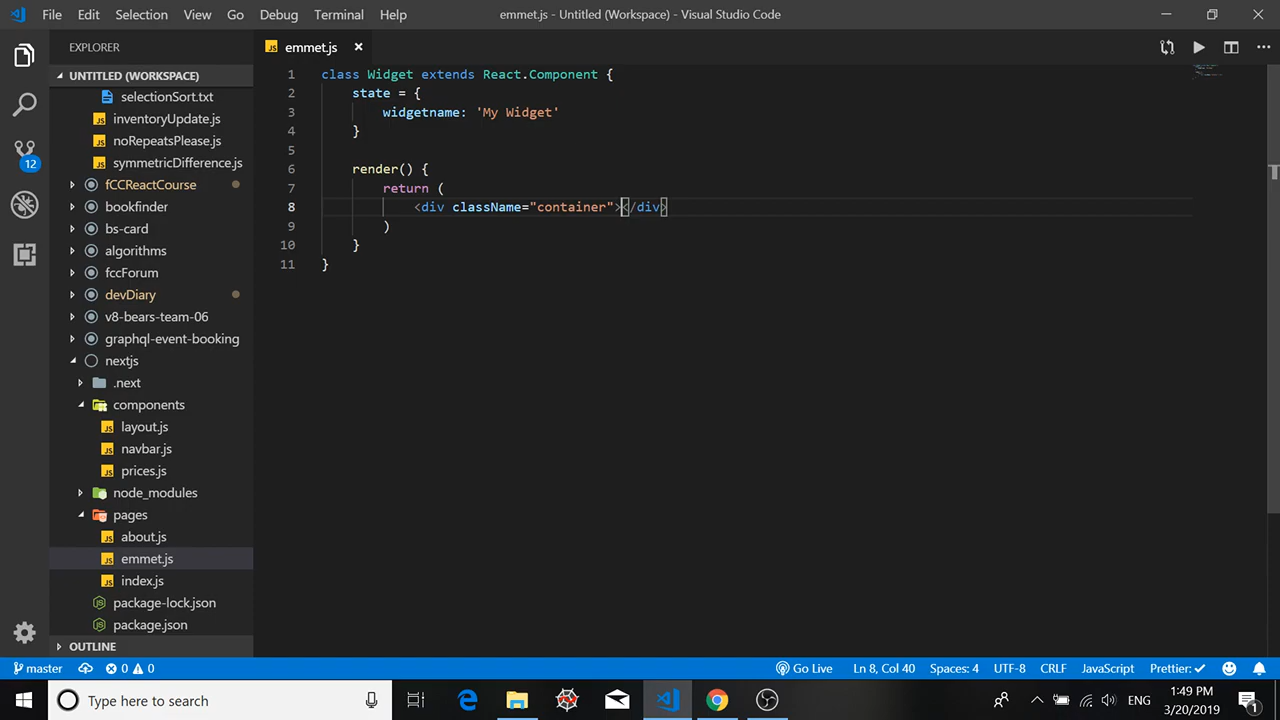 File Edit Selection View Go Debug Terminal Help emmet.js - Untitled (Workspace) - Visual Studio Code
EXPLORER
UNTITLED (WORKSPACE)
selectionSort.txt
inventoryUpdate.js
noRepeatsPlease.js
symmetricDifference.js
fCCReactCourse
bookfinder
bs-card
algorithms
fccForum
devDiary
v8-bears-team-06
graphql-event-booking
nextjs
.next
components
layout.js
navbar.js
prices.js
node_modules
pages
about.js
emmet.js
index.js
package-lock.json
package.json
OUTLINE
12
JS emmet.js
1 class Widget extends React.Component {
2 state = {
3 widgetname: 'My Widget'
4 }
5
6 render() {
7 return (
8 <div className="container"></div>
9 )
10 }
11 }
master 0 0 Go Live Ln 8, Col 40 Spaces: 4 UTF-8 CRLF JavaScript Prettier: ✓
Type here to search ENG 1:49 PM
3/20/2019 1